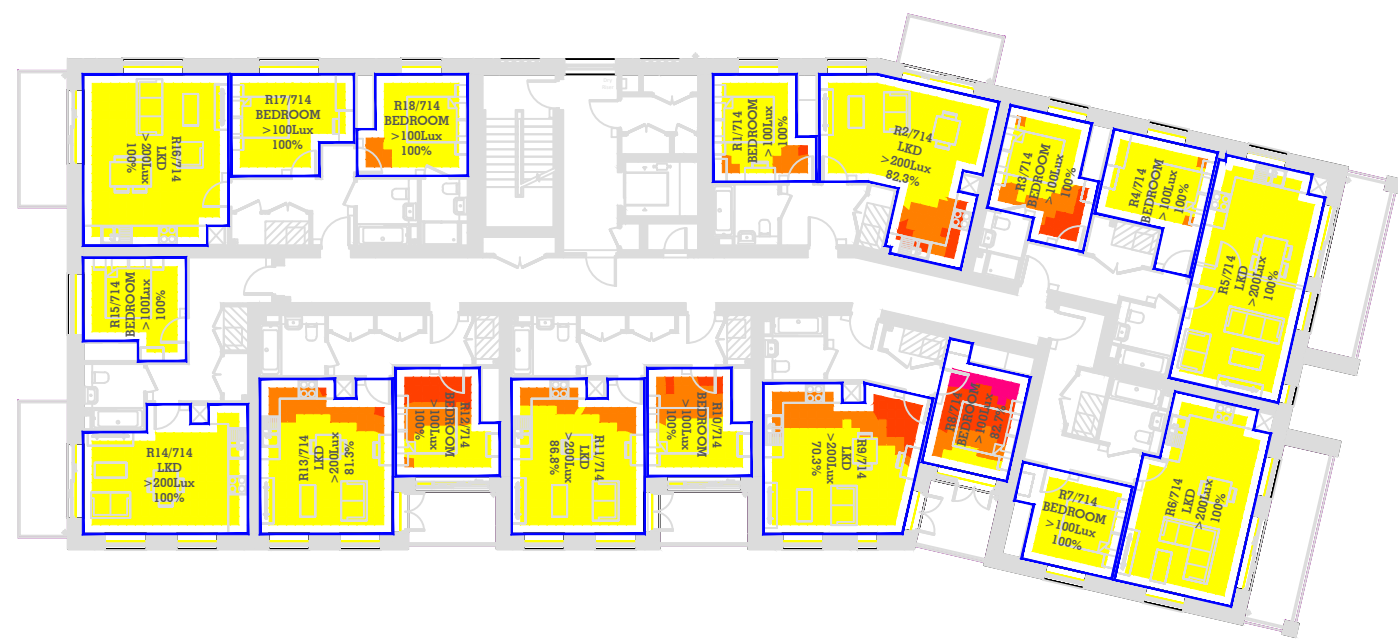 R16/714
LKD
>200Lux
100%
R17/714
BEDROOM
>100Lux
100%
R18/714
BEDROOM
>100Lux
100%
R1/714
BEDROOM
>100Lux
100%
R2/714
LKD
>200Lux
82.3%
R3/714
BEDROOM
>100Lux
100%
R4/714
BEDROOM
>100Lux
100%
R5/714
LKD
>200Lux
100%
R15/714
BEDROOM
>100Lux
100%
R14/714
LKD
>200Lux
100%
R13/714
LKD
>200Lux
81.3%
R12/714
BEDROOM
>100Lux
100%
R11/714
LKD
>200Lux
86.8%
R10/714
BEDROOM
>100Lux
100%
R9/714
LKD
>200Lux
70.3%
R8/714
BEDROOM
>100Lux
82.7%
R7/714
BEDROOM
>100Lux
100%
R6/714
LKD
>200Lux
100%